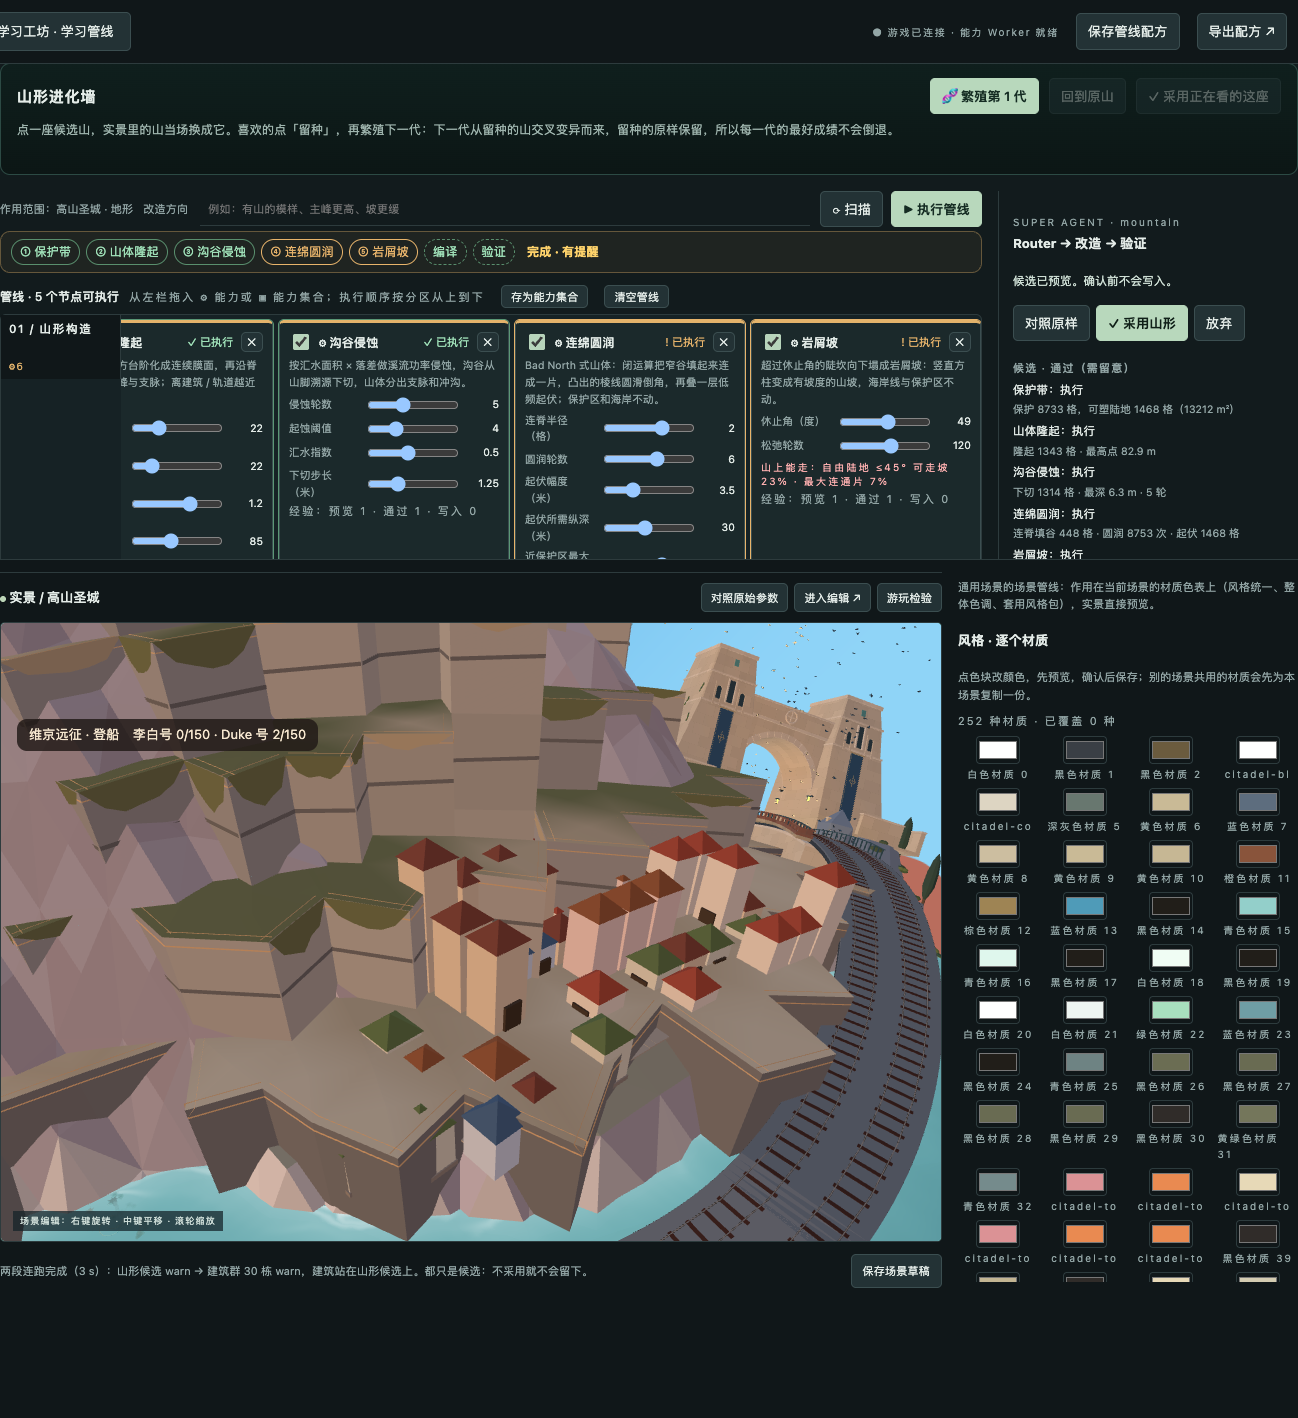 学习工坊 · 学习管线
游戏已连接 · 能力 Worker 就绪
保存管线配方
导出配方 ↗
山形进化墙
🧬 繁殖第 1 代
回到原山
✓ 采用正在看的这座
点一座候选山，实景里的山当场换成它。喜欢的点「留种」，再繁殖下一代：下一代从留种的山交叉变异而来，留种的原样保留，所以每一代的最好成绩不会倒退。
作用范围：高山圣城 · 地形
改造方向
例如：有山的模样、主峰更高、坡更缓
⟳ 扫描
▶ 执行管线
① 保护带
② 山体隆起
③ 沟谷侵蚀
④ 连绵圆润
⑤ 岩屑坡
编译
验证
完成 · 有提醒
管线 · 5 个节点可执行
从左栏拖入 ⚙ 能力或 ▣ 能力集合；执行顺序按分区从上到下
存为能力集合
清空管线
01 / 山形构造
⚙6
隆起
✓ 已执行
方台阶化成连续膜面，再沿脊
峰与支脉；离建筑 / 轨道越近
22
22
1.2
85
⚙ 沟谷侵蚀
✓ 已执行
按汇水面积 × 落差做溪流功率侵蚀，沟谷从
山脚溯源下切，山体分出支脉和冲沟。
侵蚀轮数
5
起蚀阈值
4
汇水指数
0.5
下切步长
（米）
1.25
经验：预览 1 · 通过 1 · 写入 0
⚙ 连绵圆润
! 已执行
Bad North 式山体：闭运算把窄谷填起来连
成一片，凸出的棱线圆滑倒角，再叠一层低
频起伏；保护区和海岸不动。
连脊半径
（格）
2
圆润轮数
6
起伏幅度
（米）
3.5
起伏所需纵深
（米）
30
近保护区最大
⚙ 岩屑坡
! 已执行
超过休止角的陡崁向下塌成岩屑坡：竖直方
柱变成有坡度的山坡，海岸线与保护区不
动。
休止角（度）
49
松弛轮数
120
山上能走：自由陆地 ≤45° 可走坡
23% · 最大连通片 7%
经验：预览 1 · 通过 1 · 写入 0
SUPER AGENT · mountain
Router → 改造 → 验证
候选已预览。确认前不会写入。
对照原样
✓ 采用山形
放弃
候选 · 通过（需留意）
保护带：执行
保护 8733 格，可塑陆地 1468 格（13212 m²）
山体隆起：执行
隆起 1343 格 · 最高点 82.9 m
沟谷侵蚀：执行
下切 1314 格 · 最深 6.3 m · 5 轮
连绵圆润：执行
连脊填谷 448 格 · 圆润 8753 次 · 起伏 1468 格
岩屑坡：执行
实景 / 高山圣城
对照原始参数
进入编辑 ↗
游玩检验
维京远征 · 登船 李白号 0/150 · Duke 号 2/150
场景编辑：右键旋转 · 中键平移 · 滚轮缩放
两段连跑完成（3 s）：山形候选 warn → 建筑群 30 栋 warn，建筑站在山形候选上。都只是候选：不采用就不会留下。
保存场景草稿
通用场景的场景管线：作用在当前场景的材质色表上（风格统一、整
体色调、套用风格包），实景直接预览。
风格 · 逐个材质
点色块改颜色，先预览，确认后保存；别的场景共用的材质会先为本
场景复制一份。
252 种材质 · 已覆盖 0 种
白色材质 0
黑色材质 1
黑色材质 2
citadel-bl
citadel-co
深灰色材质 5
黄色材质 6
蓝色材质 7
黄色材质 8
黄色材质 9
黄色材质 10
橙色材质 11
棕色材质 12
蓝色材质 13
黑色材质 14
青色材质 15
青色材质 16
黑色材质 17
白色材质 18
黑色材质 19
白色材质 20
白色材质 21
绿色材质 22
蓝色材质 23
黑色材质 24
青色材质 25
黑色材质 26
黑色材质 27
黑色材质 28
黑色材质 29
黑色材质 30
黄绿色材质
31
青色材质 32
citadel-to
citadel-to
citadel-to
citadel-to
citadel-to
citadel-to
黑色材质 39